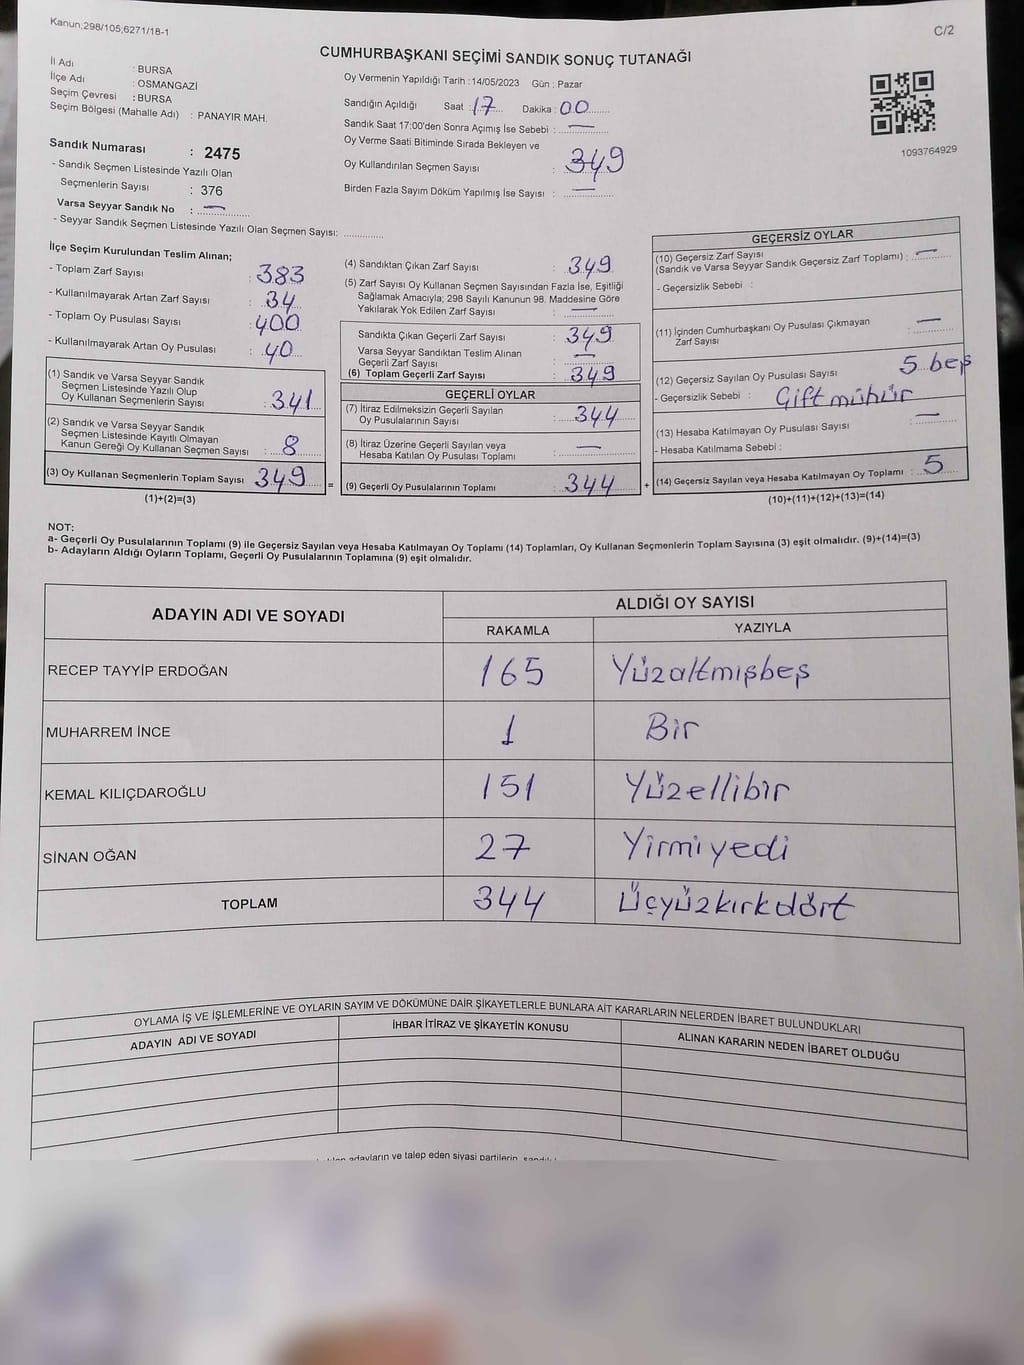 Kanun;298/105;6271/18-1
C/2
CUMHURBAŞKANI SEÇİMİ SANDIK SONUÇ TUTANAĞI
İl Adı : BURSA
İlçe Adı : OSMANGAZİ
Seçim Çevresi : BURSA
Seçim Bölgesi (Mahalle Adı) : PANAYIR MAH.
Sandık Numarası : 2475
- Sandık Seçmen Listesinde Yazılı Olan
Seçmenlerin Sayısı : 376
Varsa Seyyar Sandık No : —
- Seyyar Sandık Seçmen Listesinde Yazılı Olan Seçmen Sayısı: ..............
Oy Vermenin Yapıldığı Tarih :14/05/2023 Gün : Pazar
Sandığın Açıldığı Saat : 17 Dakika : 00
Sandık Saat 17:00'den Sonra Açımış İse Sebebi : —
Oy Verme Saati Bitiminde Sırada Bekleyen ve
Oy Kullandırılan Seçmen Sayısı : 349
Birden Fazla Sayım Döküm Yapılmış İse Sayısı : —
1093764929
İlçe Seçim Kurulundan Teslim Alınan;
- Toplam Zarf Sayısı : 383
- Kullanılmayarak Artan Zarf Sayısı : 34
- Toplam Oy Pusulası Sayısı : 400
- Kullanılmayarak Artan Oy Pusulası : 40
(1) Sandık ve Varsa Seyyar Sandık
Seçmen Listesinde Yazılı Olup
Oy Kullanan Seçmenlerin Sayısı : 341
(2) Sandık ve Varsa Seyyar Sandık
Seçmen Listesinde Kayıtlı Olmayan
Kanun Gereği Oy Kullanan Seçmen Sayısı : 8
(3) Oy Kullanan Seçmenlerin Toplam Sayısı : 349
(1)+(2)=(3)
=
(4) Sandıktan Çıkan Zarf Sayısı : 349
(5) Zarf Sayısı Oy Kullanan Seçmen Sayısından Fazla İse, Eşitliği
Sağlamak Amacıyla; 298 Sayılı Kanunun 98. Maddesine Göre
Yakılarak Yok Edilen Zarf Sayısı : —
Sandıkta Çıkan Geçerli Zarf Sayısı : 349
Varsa Seyyar Sandıktan Teslim Alınan
Geçerli Zarf Sayısı : —
(6) Toplam Geçerli Zarf Sayısı : 349
GEÇERLİ OYLAR
(7) İtiraz Edilmeksizin Geçerli Sayılan
Oy Pusulalarının Sayısı : 344
(8) İtiraz Üzerine Geçerli Sayılan veya
Hesaba Katılan Oy Pusulası Toplamı : —
(9) Geçerli Oy Pusulalarının Toplamı : 344
+
GEÇERSİZ OYLAR
(10) Geçersiz Zarf Sayısı
(Sandık ve Varsa Seyyar Sandık Geçersiz Zarf Toplamı) : —
- Geçersizlik Sebebi :
(11) İçinden Cumhurbaşkanı Oy Pusulası Çıkmayan
Zarf Sayısı : —
(12) Geçersiz Sayılan Oy Pusulası Sayısı : 5 beş
- Geçersizlik Sebebi : Çift mühür
(13) Hesaba Katılmayan Oy Pusulası Sayısı : —
- Hesaba Katılmama Sebebi :
(14) Geçersiz Sayılan veya Hesaba Katılmayan Oy Toplamı : 5
(10)+(11)+(12)+(13)=(14)
NOT:
a- Geçerli Oy Pusulalarının Toplamı (9) ile Geçersiz Sayılan veya Hesaba Katılmayan Oy Toplamı (14) Toplamları, Oy Kullanan Seçmenlerin Toplam Sayısına (3) eşit olmalıdır. (9)+(14)=(3)
b- Adayların Aldığı Oyların Toplamı, Geçerli Oy Pusulalarının Toplamına (9) eşit olmalıdır.
ADAYIN ADI VE SOYADI ALDIĞI OY SAYISI
RAKAMLA YAZIYLA
RECEP TAYYİP ERDOĞAN 165 Yüzaltmışbeş
MUHARREM İNCE 1 Bir
KEMAL KILIÇDAROĞLU 151 Yüzellibir
SİNAN OĞAN 27 Yirmiyedi
TOPLAM 344 Üçyüzkırkdört
OYLAMA İŞ VE İŞLEMLERİNE VE OYLARIN SAYIM VE DÖKÜMÜNE DAİR ŞİKAYETLERLE BUNLARA AİT KARARLARIN NELERDEN İBARET BULUNDUKLARI
ADAYIN ADI VE SOYADI İHBAR İTİRAZ VE ŞİKAYETİN KONUSU ALINAN KARARIN NEDEN İBARET OLDUĞU
adayların ve talep eden siyasi partilerin,